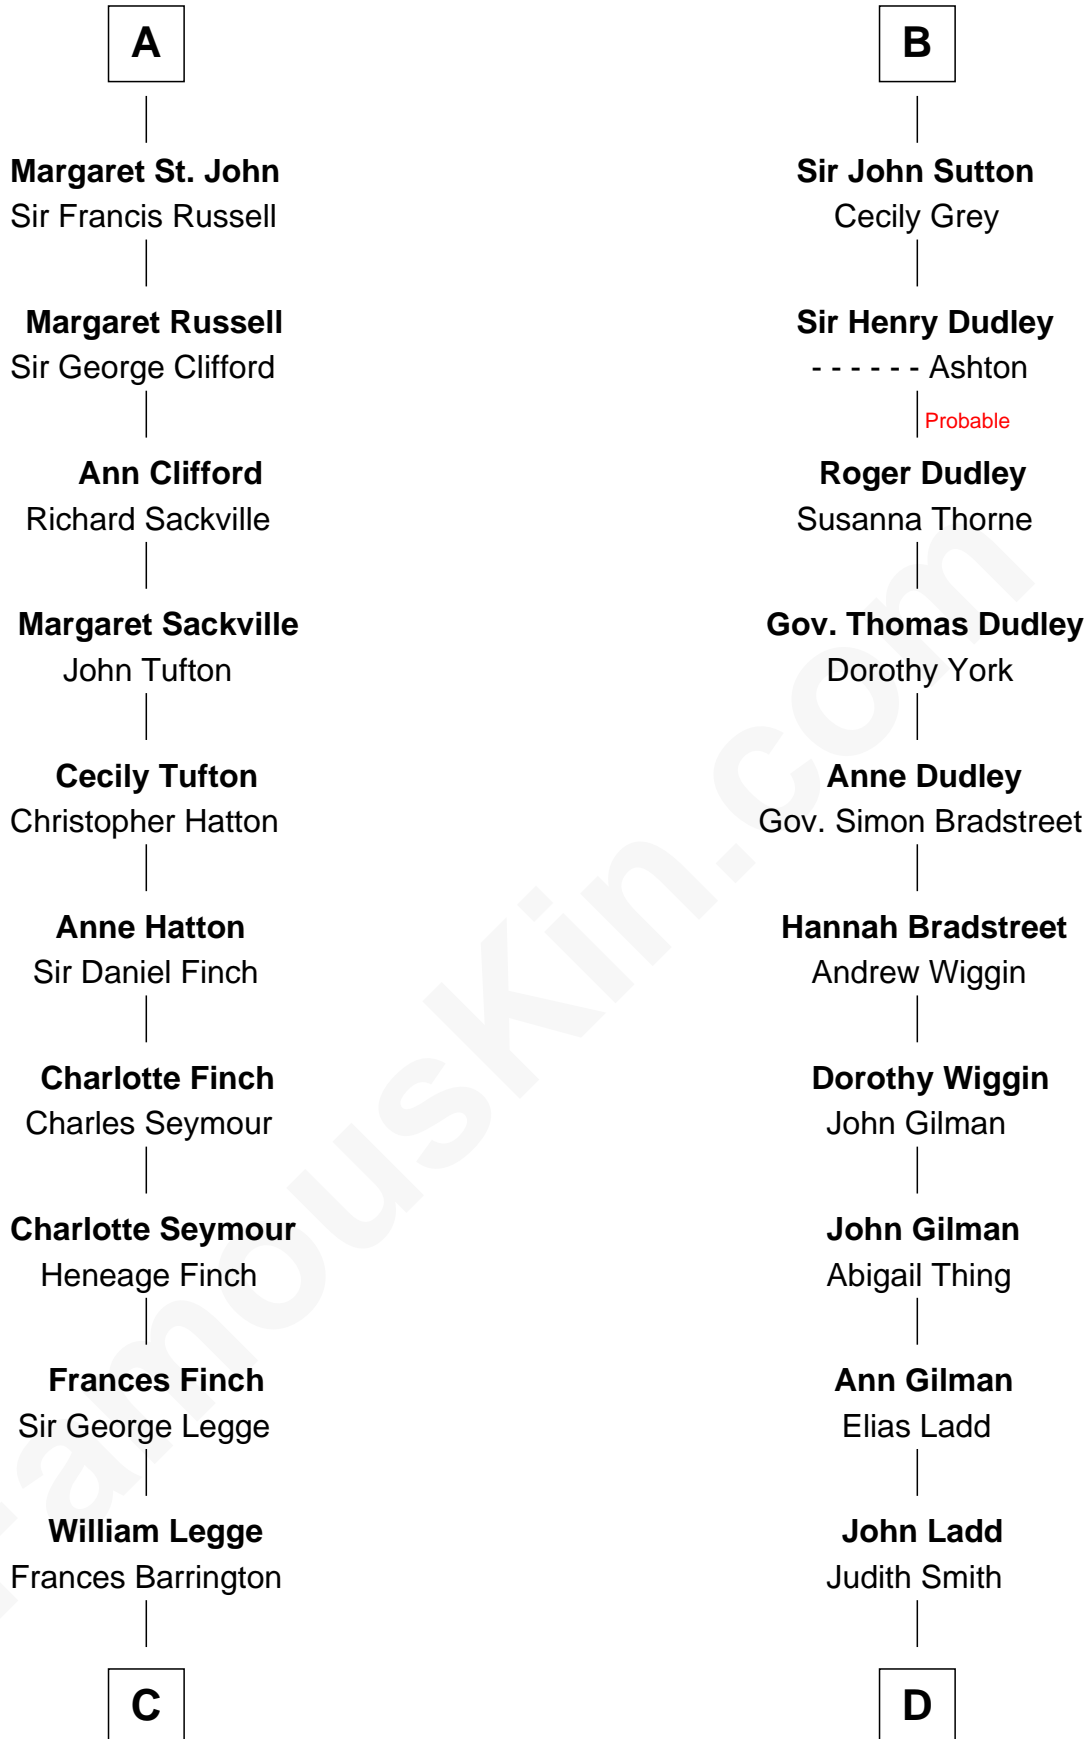 A
Margaret St. John
Sir Francis Russell
Margaret Russell
Sir George Clifford
Ann Clifford
Richard Sackville
Margaret Sackville
John Tufton
Cecily Tufton
Christopher Hatton
Anne Hatton
Sir Daniel Finch
Charlotte Finch
Charles Seymour
Charlotte Seymour
Heneage Finch
Frances Finch
Sir George Legge
William Legge
Frances Barrington
C
B
Sir John Sutton
Cecily Grey
Sir Henry Dudley
- - - - - - Ashton
Probable
Roger Dudley
Susanna Thorne
Gov. Thomas Dudley
Dorothy York
Anne Dudley
Gov. Simon Bradstreet
Hannah Bradstreet
Andrew Wiggin
Dorothy Wiggin
John Gilman
John Gilman
Abigail Thing
Ann Gilman
Elias Ladd
John Ladd
Judith Smith
D
FamousKin.com